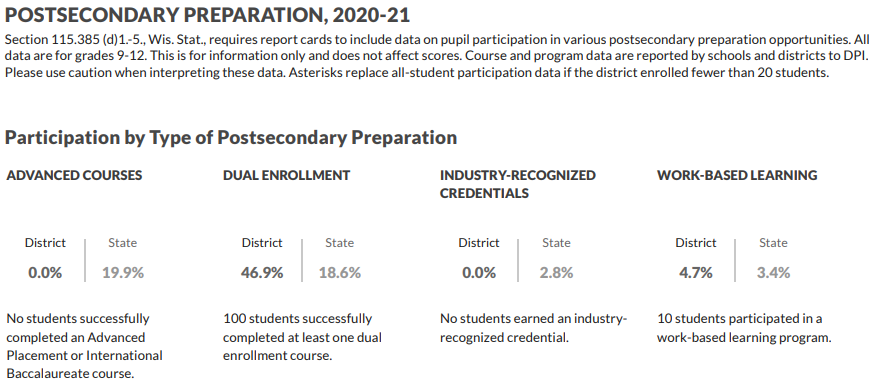 POSTSECONDARY PREPARATION, 2020-21
Section 115.385 (d)1.-5., Wis. Stat., requires report cards to include data on pupil participation in various postsecondary preparation opportunities. All
data are for grades 9-12. This is for information only and does not affect scores. Course and program data are reported by schools and districts to DPI.
Please use caution when interpreting these data. Asterisks replace all-student participation data if the district enrolled fewer than 20 students.
Participation by Type of Postsecondary Preparation
ADVANCED COURSES
District State
0.0% 19.9%
No students successfully
completed an Advanced
Placement or International
Baccalaureate course.
DUAL ENROLLMENT
District State
46.9% 18.6%
100 students successfully
completed at least one dual
enrollment course.
INDUSTRY-RECOGNIZED
CREDENTIALS
District State
0.0% 2.8%
No students earned an industry-
recognized credential.
WORK-BASED LEARNING
District State
4.7% 3.4%
10 students participated in a
work-based learning program.